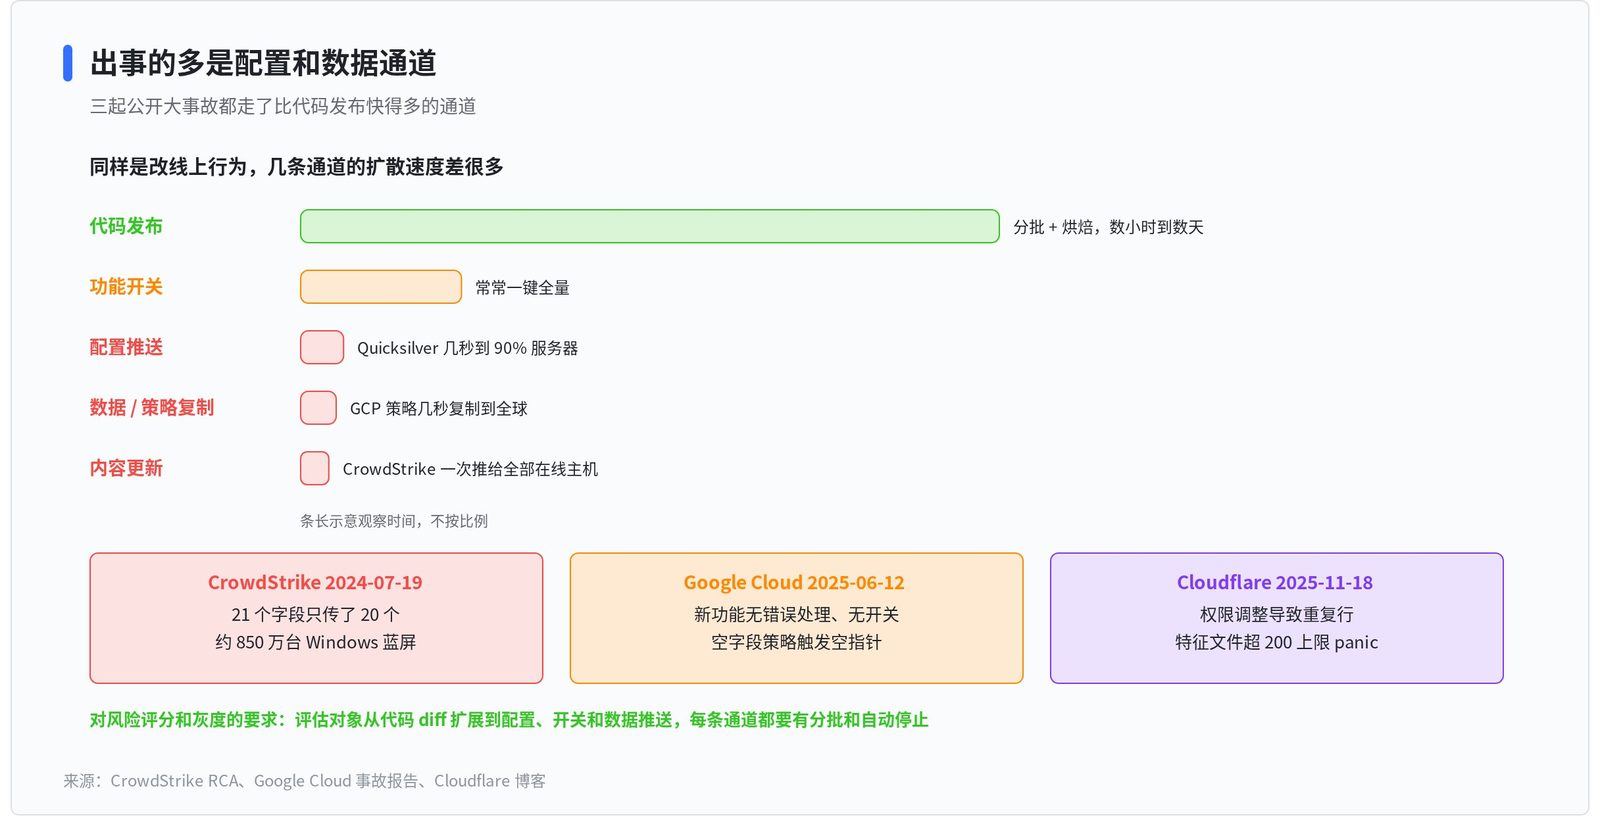 出事的多是配置和数据通道
三起公开大事故都走了比代码发布快得多的通道
同样是改线上行为，几条通道的扩散速度差很多
代码发布
分批 + 烘焙，数小时到数天
功能开关
常常一键全量
配置推送
Quicksilver 几秒到 90% 服务器
数据 / 策略复制
GCP 策略几秒复制到全球
内容更新
CrowdStrike 一次推给全部在线主机
条长示意观察时间，不按比例
CrowdStrike 2024-07-19
21 个字段只传了 20 个
约 850 万台 Windows 蓝屏
Google Cloud 2025-06-12
新功能无错误处理、无开关
空字段策略触发空指针
Cloudflare 2025-11-18
权限调整导致重复行
特征文件超 200 上限 panic
对风险评分和灰度的要求：评估对象从代码 diff 扩展到配置、开关和数据推送，每条通道都要有分批和自动停止
来源：CrowdStrike RCA、Google Cloud 事故报告、Cloudflare 博客